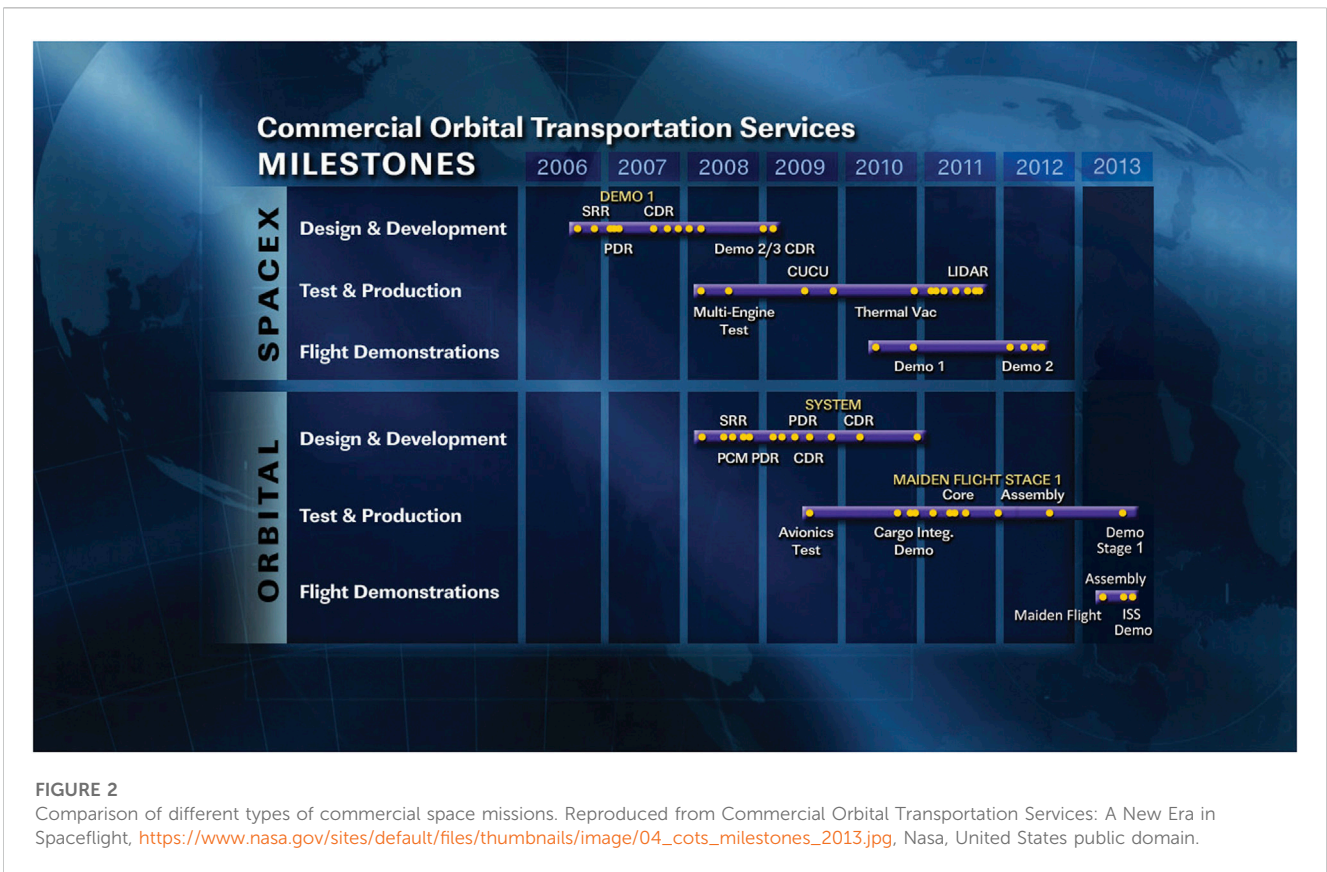 Commercial Orbital Transportation Services
MILESTONES
2006 2007 2008 2009 2010 2011 2012 2013
SPACEX
DEMO 1
SRR CDR
Design & Development
PDR Demo 2/3 CDR
CUCU LIDAR
Test & Production
Multi-Engine Thermal Vac
Test
Flight Demonstrations
Demo 1 Demo 2
ORBITAL
SYSTEM
SRR PDR CDR
Design & Development
PCM PDR CDR
MAIDEN FLIGHT STAGE 1
Core Assembly
Test & Production
Avionics Cargo Integ. Demo
Test Demo Stage 1
Assembly
Flight Demonstrations
Maiden Flight ISS
Demo
FIGURE 2
Comparison of different types of commercial space missions. Reproduced from Commercial Orbital Transportation Services: A New Era in
Spaceflight, https://www.nasa.gov/sites/default/files/thumbnails/image/04_cots_milestones_2013.jpg, Nasa, United States public domain.